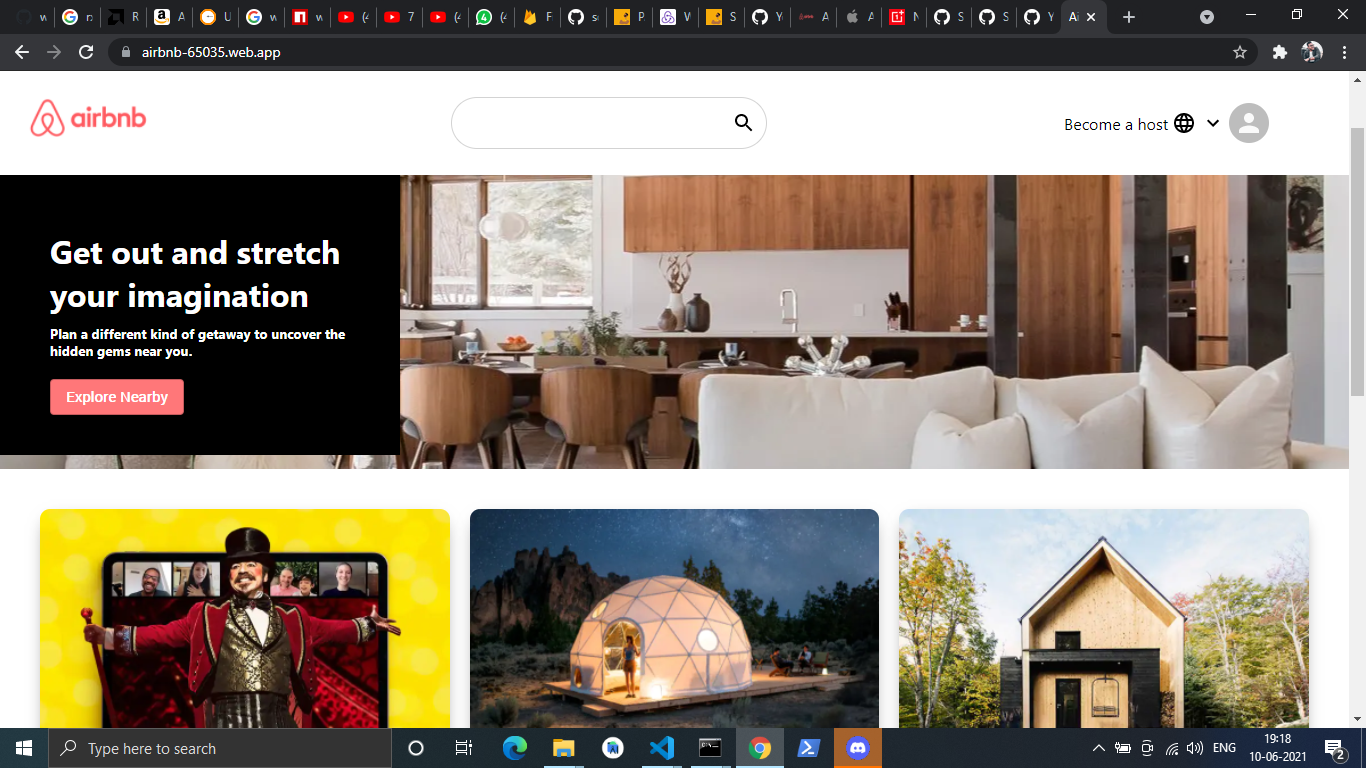 airbnb-65035.web.app
airbnb
Become a host
Get out and stretch
your imagination
Plan a different kind of getaway to uncover the
hidden gems near you.
Explore Nearby
Type here to search
ENG
19:18
10-06-2021
2